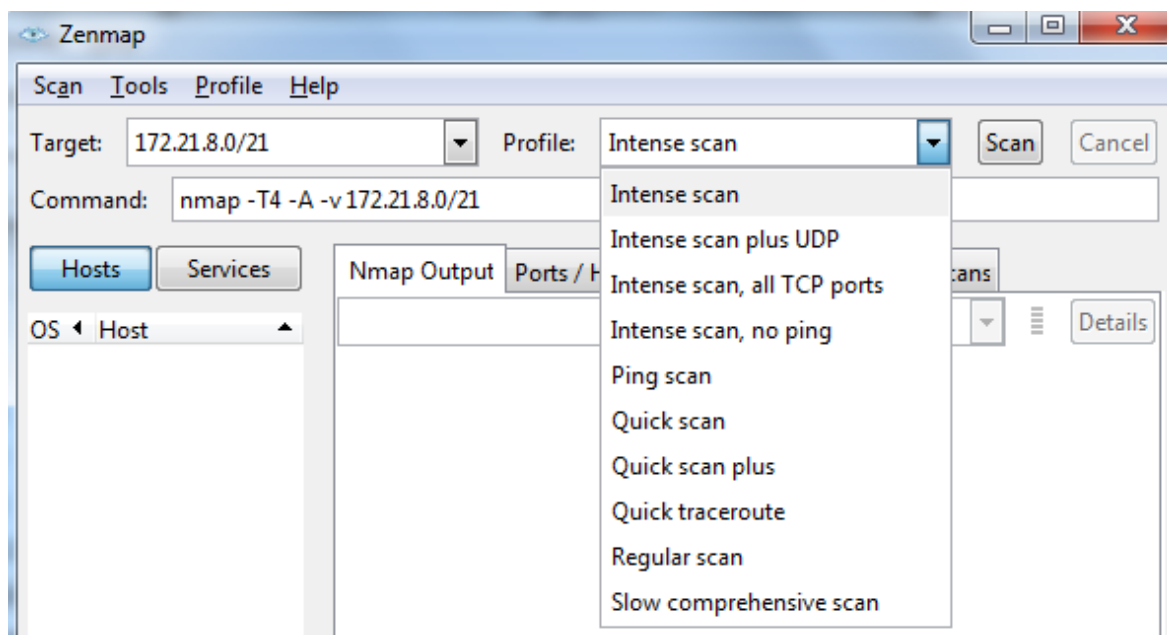 Zenmap
Scan Tools Profile Help
Target: 172.21.8.0/21 Profile: Intense scan Scan Cancel
Command: nmap -T4 -A -v 172.21.8.0/21
Intense scan
Intense scan plus UDP
Intense scan, all TCP ports
Intense scan, no ping
Ping scan
Quick scan
Quick scan plus
Quick traceroute
Regular scan
Slow comprehensive scan
Hosts Services
Nmap Output Ports / H
OS Host
Details